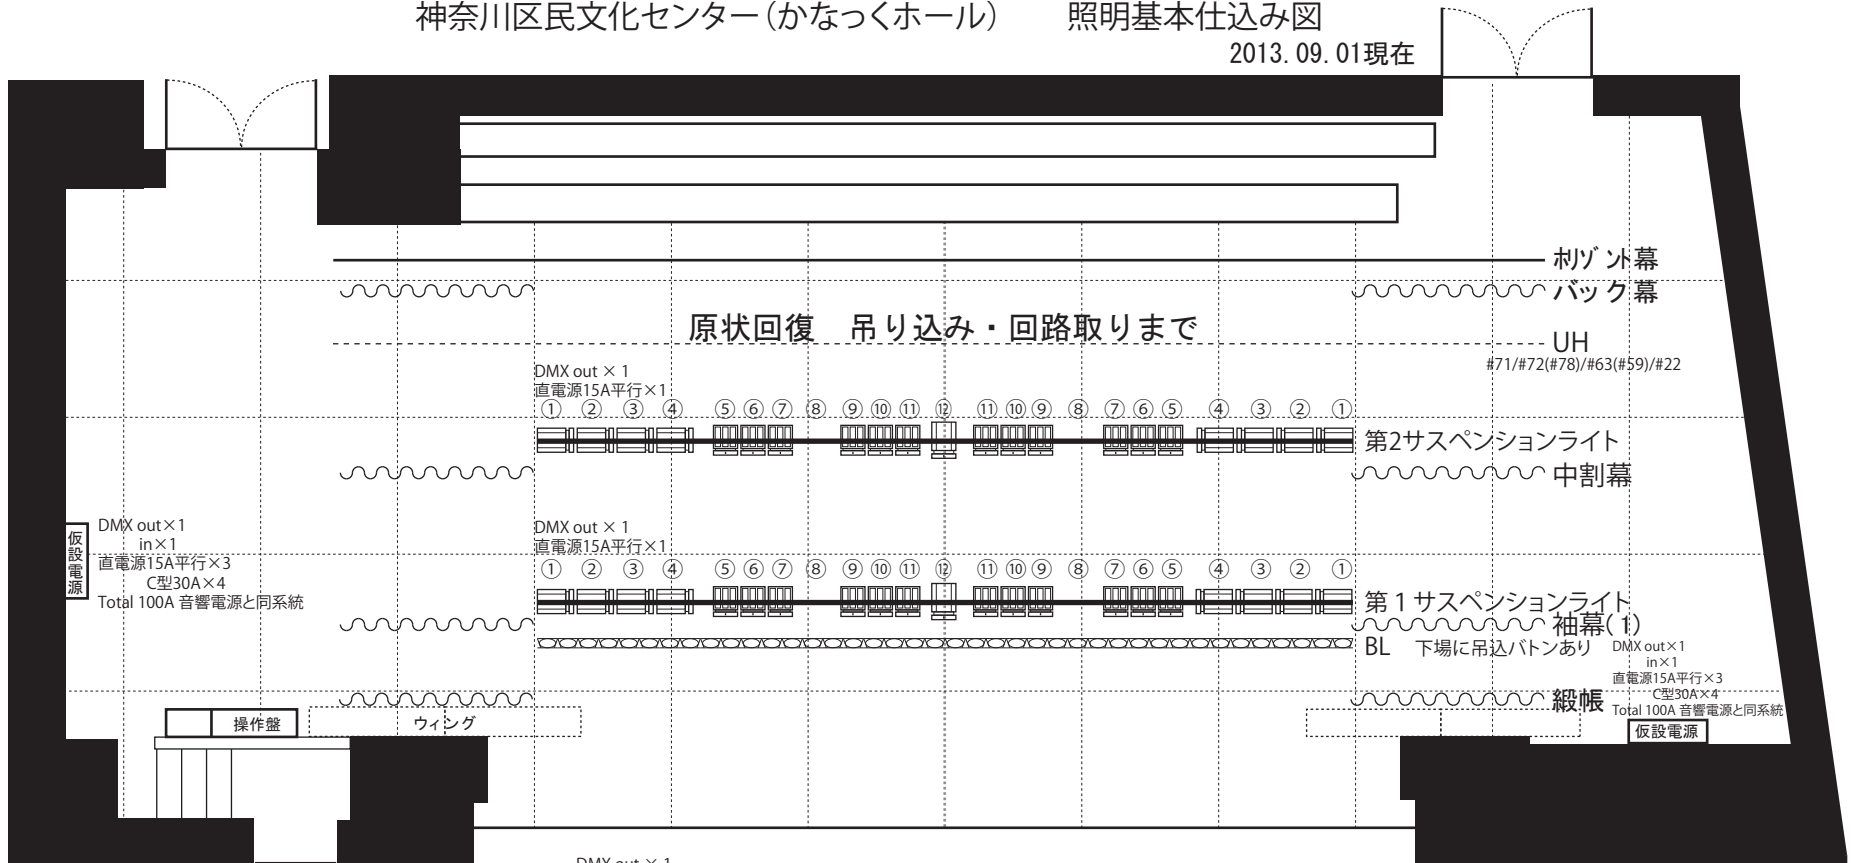 神奈川区民文化センター（かなっくホール）　照明基本仕込み図
2013.09.01現在
ﾎﾘｿﾞﾝﾄ幕
バック幕
原状回復　吊り込み・回路取りまで
UH
#71/#72(#78)/#63(#59)/#22
DMX out × 1
直電源15A平行×1
① ② ③ ④ ⑤ ⑥ ⑦ ⑧ ⑨ ⑩ ⑪ ⑫ ⑪ ⑩ ⑨ ⑧ ⑦ ⑥ ⑤ ④ ③ ② ①
第2サスペンションライト
中割幕
仮設電源
DMX out×1
in×1
直電源15A平行×3
C型30A×4
Total 100A 音響電源と同系統
DMX out × 1
直電源15A平行×1
① ② ③ ④ ⑤ ⑥ ⑦ ⑧ ⑨ ⑩ ⑪ ⑫ ⑪ ⑩ ⑨ ⑧ ⑦ ⑥ ⑤ ④ ③ ② ①
第１サスペンションライト
袖幕(1)
BL　下場に吊込バトンあり
DMX out×1
in×1
直電源15A平行×3
C型30A×4
Total 100A 音響電源と同系統
緞帳
仮設電源
操作盤
ウィング
DMX out × 1